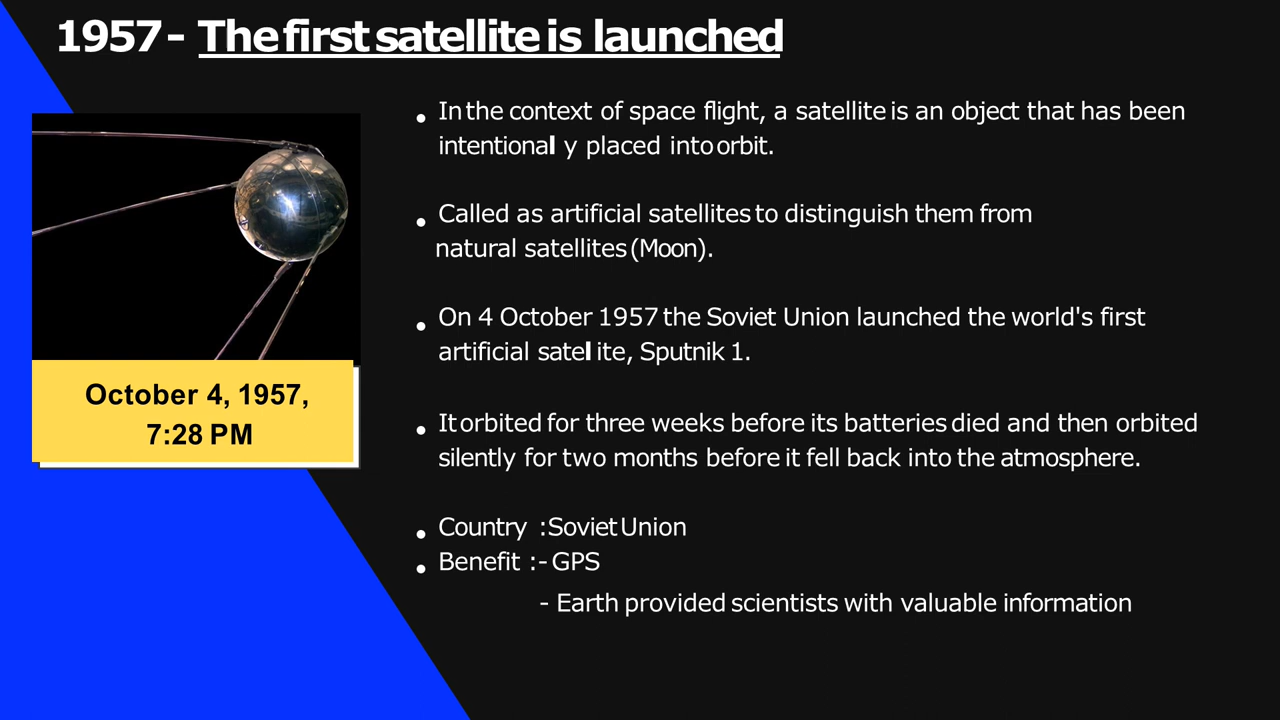 1957 - The first satellite is launched
In the context of space flight, a satellite is an object that has been
intentional y placed into orbit.
Called as artificial satellites to distinguish them from
natural satellites (Moon).
On 4 October 1957 the Soviet Union launched the world's first
artificial satel ite, Sputnik 1.
It orbited for three weeks before its batteries died and then orbited
silently for two months before it fell back into the atmosphere.
Country :Soviet Union
Benefit :- GPS
- Earth provided scientists with valuable information
October 4, 1957,
7:28 PM